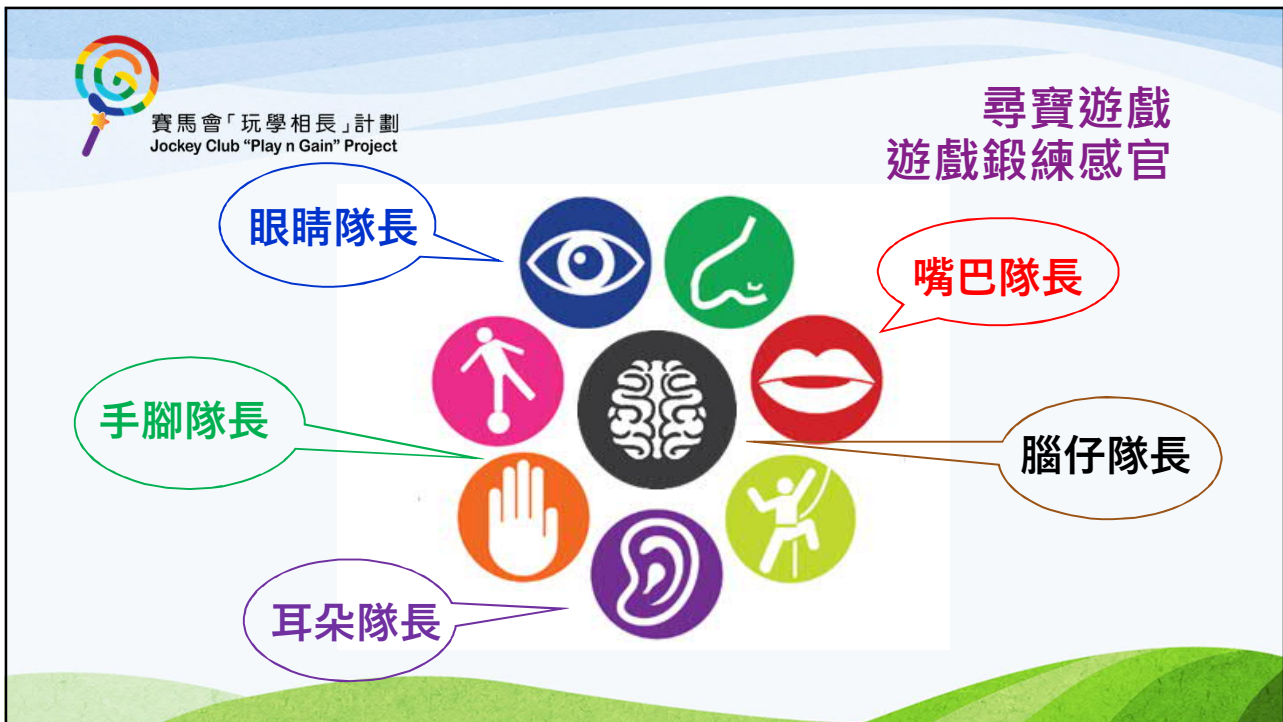 賽馬會「玩學相長」計劃
Jockey Club “Play n Gain” Project
尋寶遊戲
遊戲鍛練感官
眼睛隊長
嘴巴隊長
手腳隊長
腦仔隊長
耳朵隊長